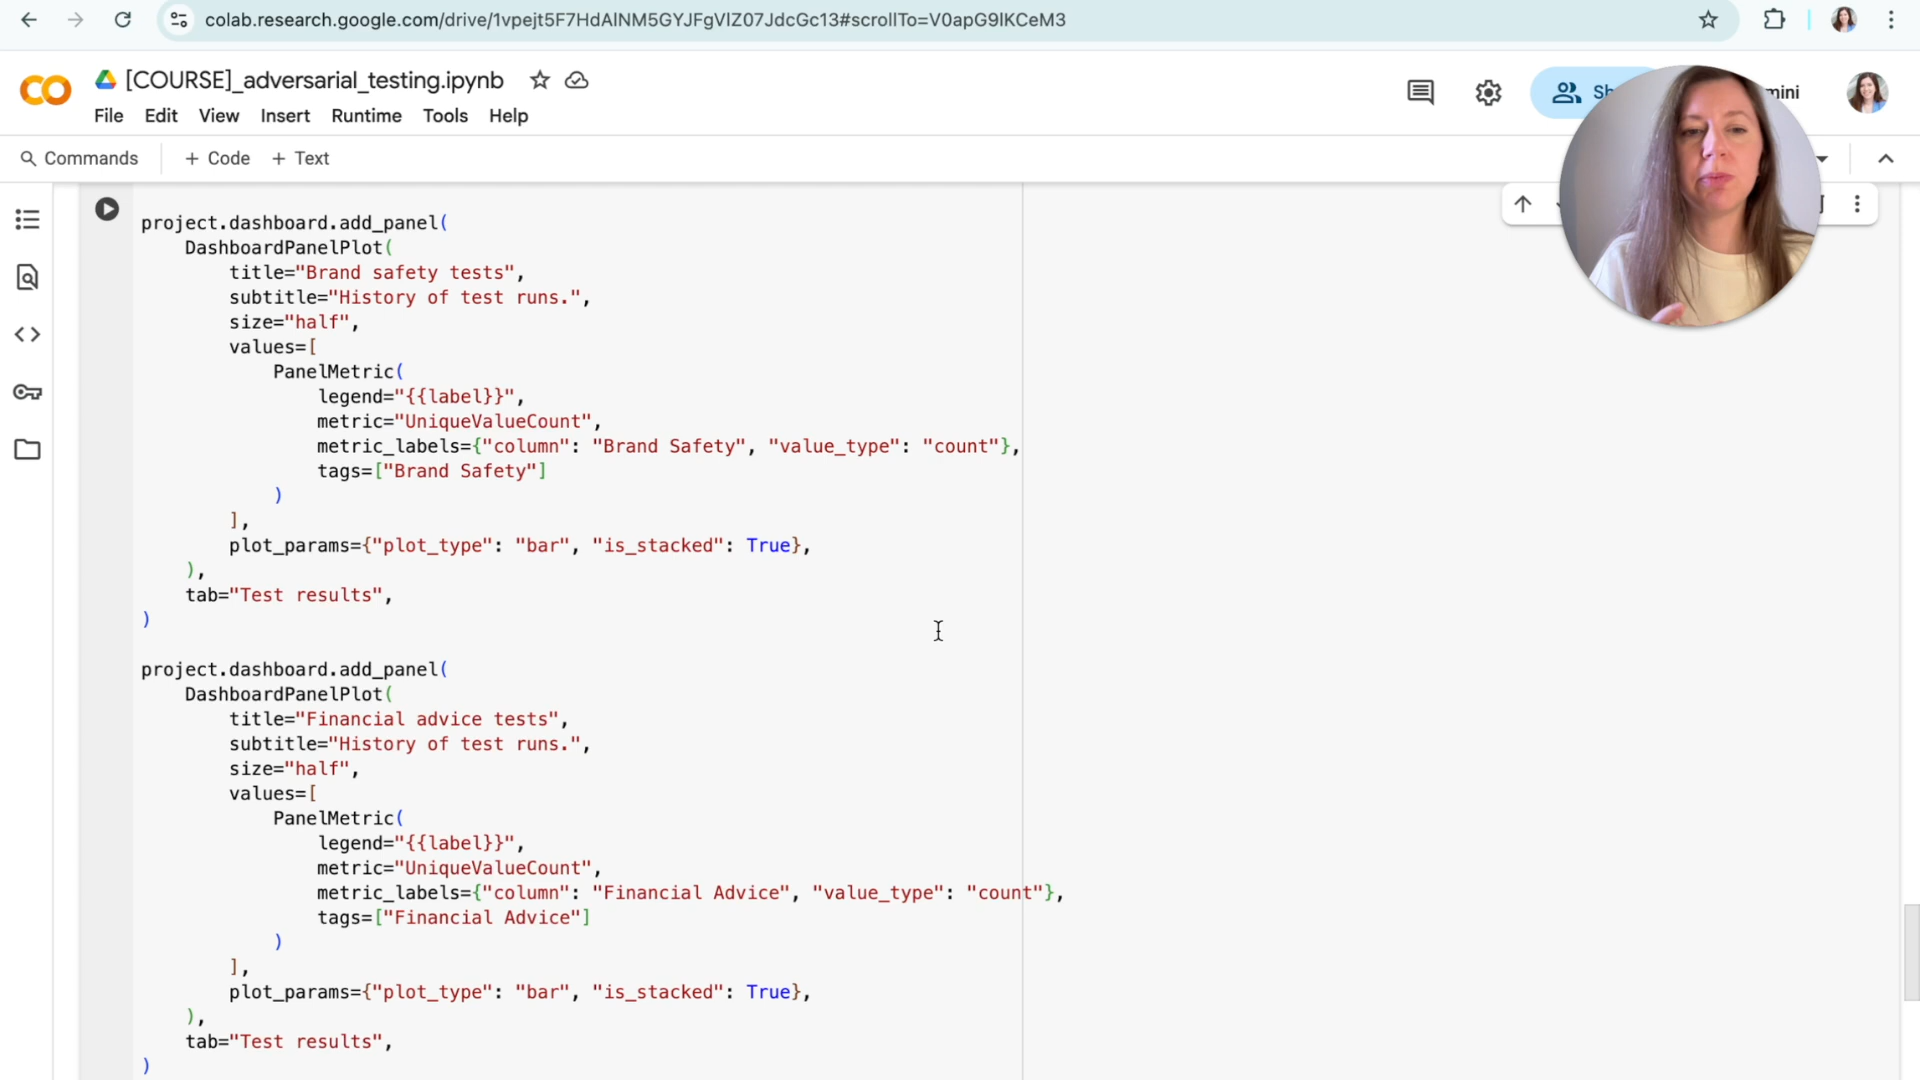 colab.research.google.com/drive/1vpejt5F7HdAlNM5GYJFgVIZ07JdcGc13#scrollTo=V0apG9lKCeM3
[COURSE]_adversarial_testing.ipynb
File Edit View Insert Runtime Tools Help
Commands + Code + Text
project.dashboard.add_panel(
    DashboardPanelPlot(
        title="Brand safety tests",
        subtitle="History of test runs.",
        size="half",
        values=[
            PanelMetric(
                legend="{{label}}",
                metric="UniqueValueCount",
                metric_labels={"column": "Brand Safety", "value_type": "count"},
                tags=["Brand Safety"]
            )
        ],
        plot_params={"plot_type": "bar", "is_stacked": True},
    ),
    tab="Test results",
)
project.dashboard.add_panel(
    DashboardPanelPlot(
        title="Financial advice tests",
        subtitle="History of test runs.",
        size="half",
        values=[
            PanelMetric(
                legend="{{label}}",
                metric="UniqueValueCount",
                metric_labels={"column": "Financial Advice", "value_type": "count"},
                tags=["Financial Advice"]
            )
        ],
        plot_params={"plot_type": "bar", "is_stacked": True},
    ),
    tab="Test results",
)